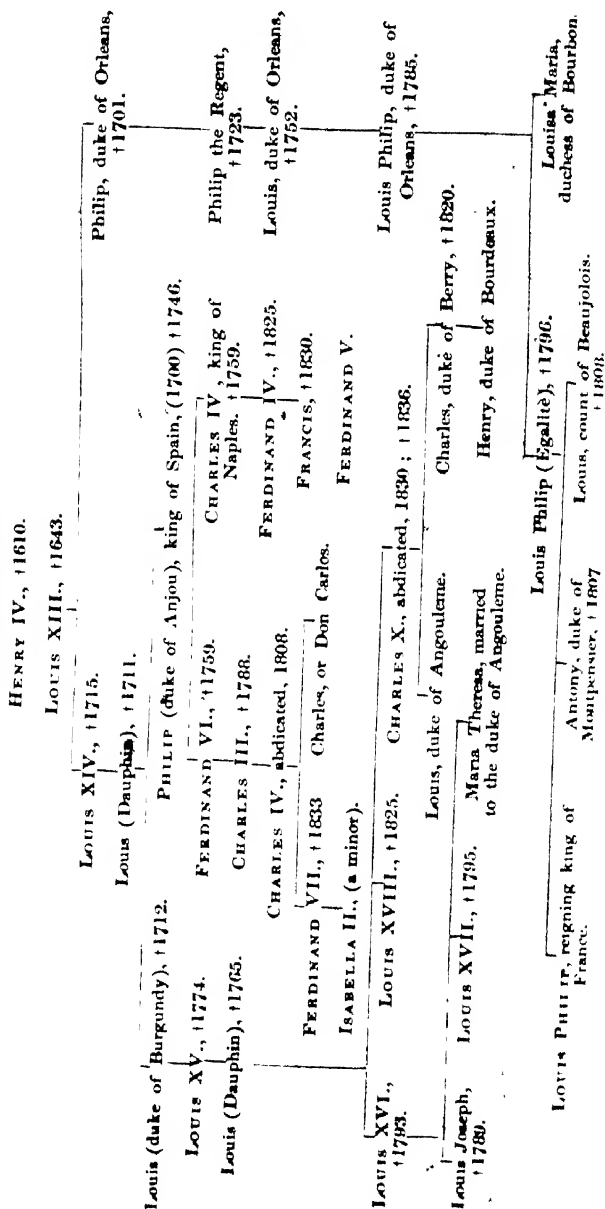 HENRY IV., †1610.
LOUIS XIII., †1643.
LOUIS XIV., †1715.
Philip, duke of Orleans,
†1701.
Louis (Dauphin), †1711.
Louis (duke of Burgundy), †1712.
PHILIP (duke of Anjou), king of Spain, (1700) †1746.
Philip the Regent,
†1723.
LOUIS XV., †1774.
FERDINAND VI., †1759.
CHARLES IV, king of
Naples. †1759.
Louis, duke of Orleans,
†1752.
Louis (Dauphin), †1765.
CHARLES III., †1788.
FERDINAND IV., †1825.
CHARLES IV., abdicated, 1808.
FRANCIS, †1830.
FERDINAND VII., †1833
Charles, or Don Carlos.
FERDINAND V.
Louis Philip, duke of
Orleans, †1785.
ISABELLA II., (a minor).
LOUIS XVI.,
†1793.
LOUIS XVIII., †1825.
CHARLES X., abdicated, 1830; †1836.
Louis, duke of Angouleme.
Charles, duke of Berry, †1820.
Louis Joseph,
†1789.
LOUIS XVII., †1795.
Maria Theresa, married
to the duke of Angouleme.
Henry, duke of Bourdeaux.
Louis Philip (Egalitè), †1796.
Louisa Maria,
duchess of Bourbon.
LOUIS PHILIP, reigning king of
France.
Antony, duke of
Montpensier, †1807
Louis, count of Beaujolois.
†1808.